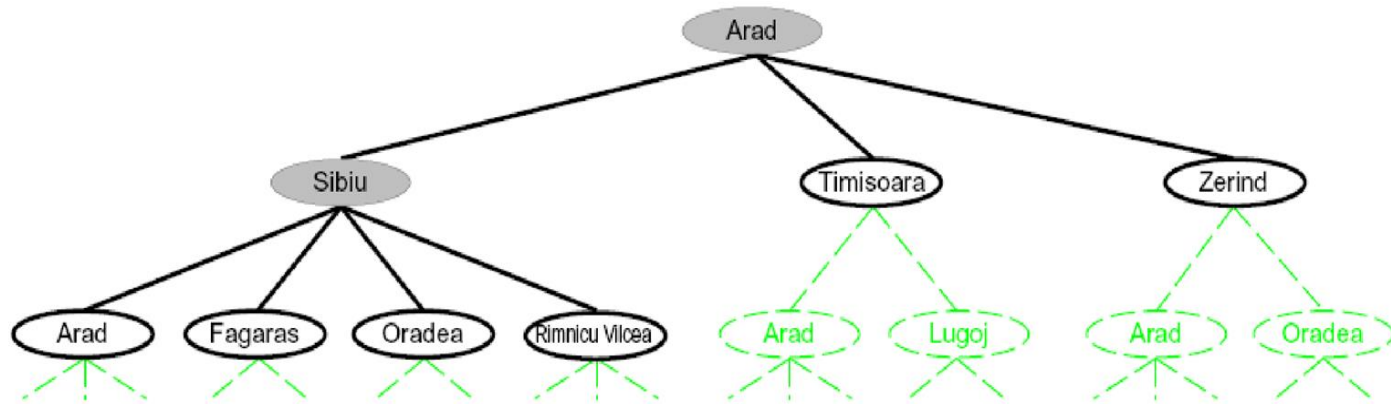 Arad
Sibiu
Timisoara
Zerind
Arad
Fagaras
Oradea
Rimnicu Vilcea
Arad
Lugoj
Arad
Oradea